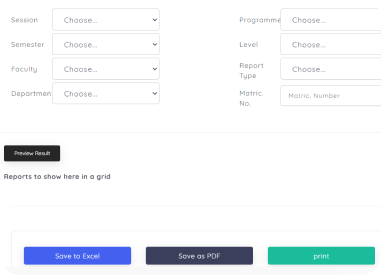 Session Choose... Programme Choose...
Semester Choose... Level Choose...
Faculty Choose... Report Type Choose...
Departmen Choose... Matric. No. Matric. Number
Preview Result
Reports to show here in a grid
Save to Excel Save as PDF print